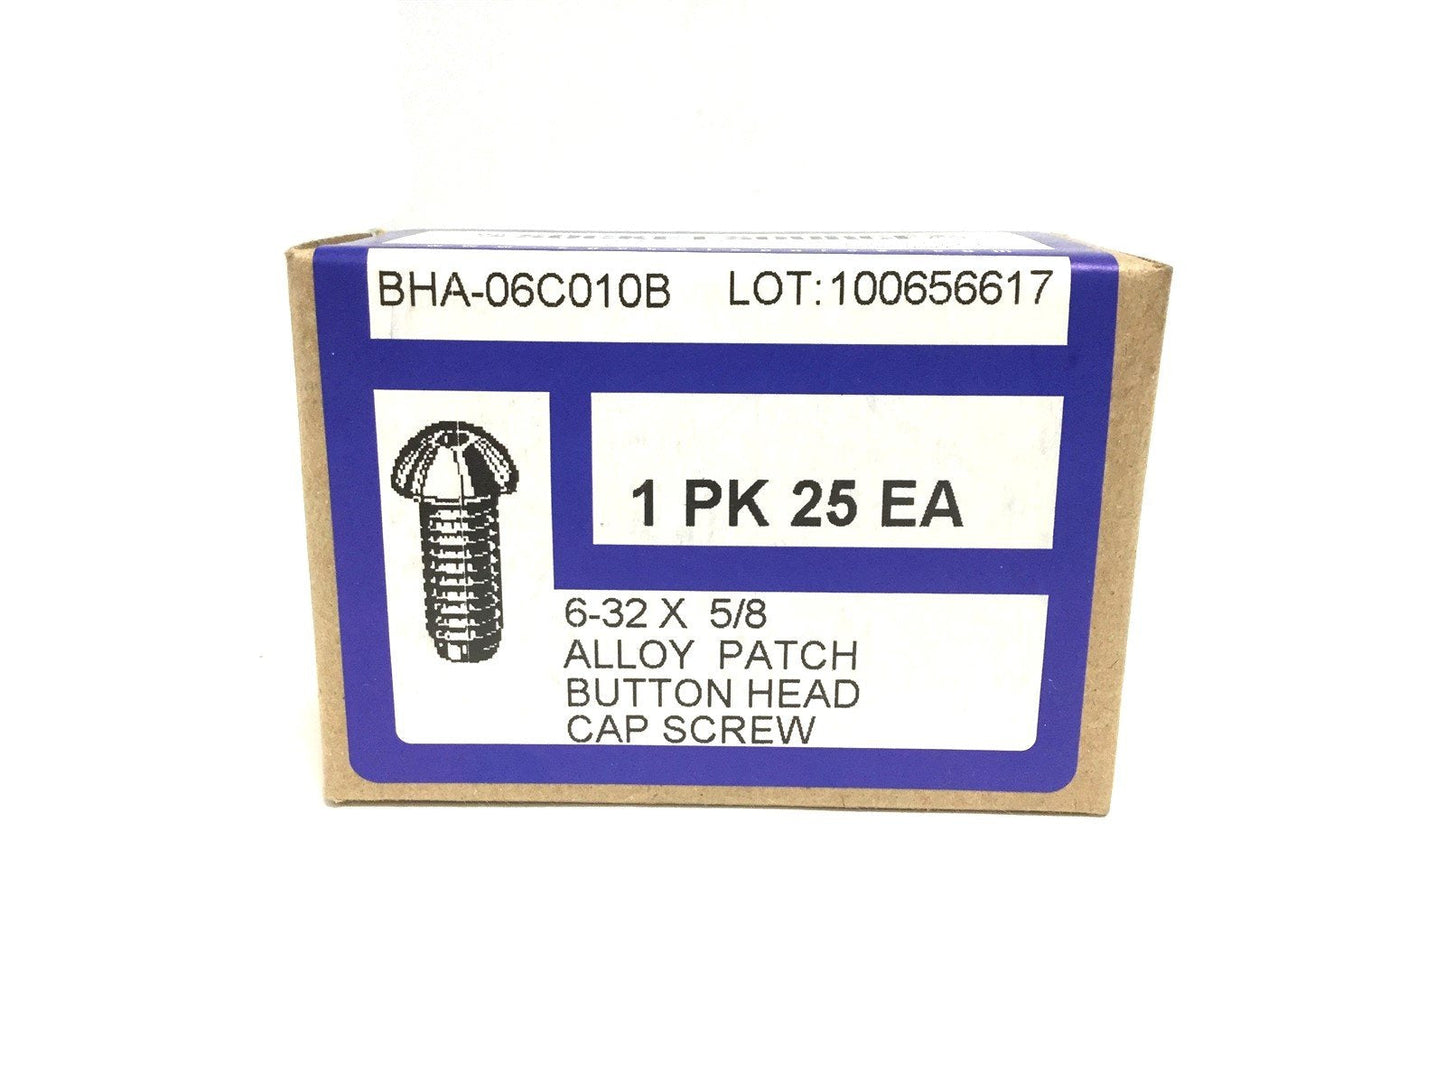 BHA-06C010B LOT:100656617
1 PK 25 EA
6-32 X 5/8
ALLOY PATCH
BUTTON HEAD
CAP SCREW